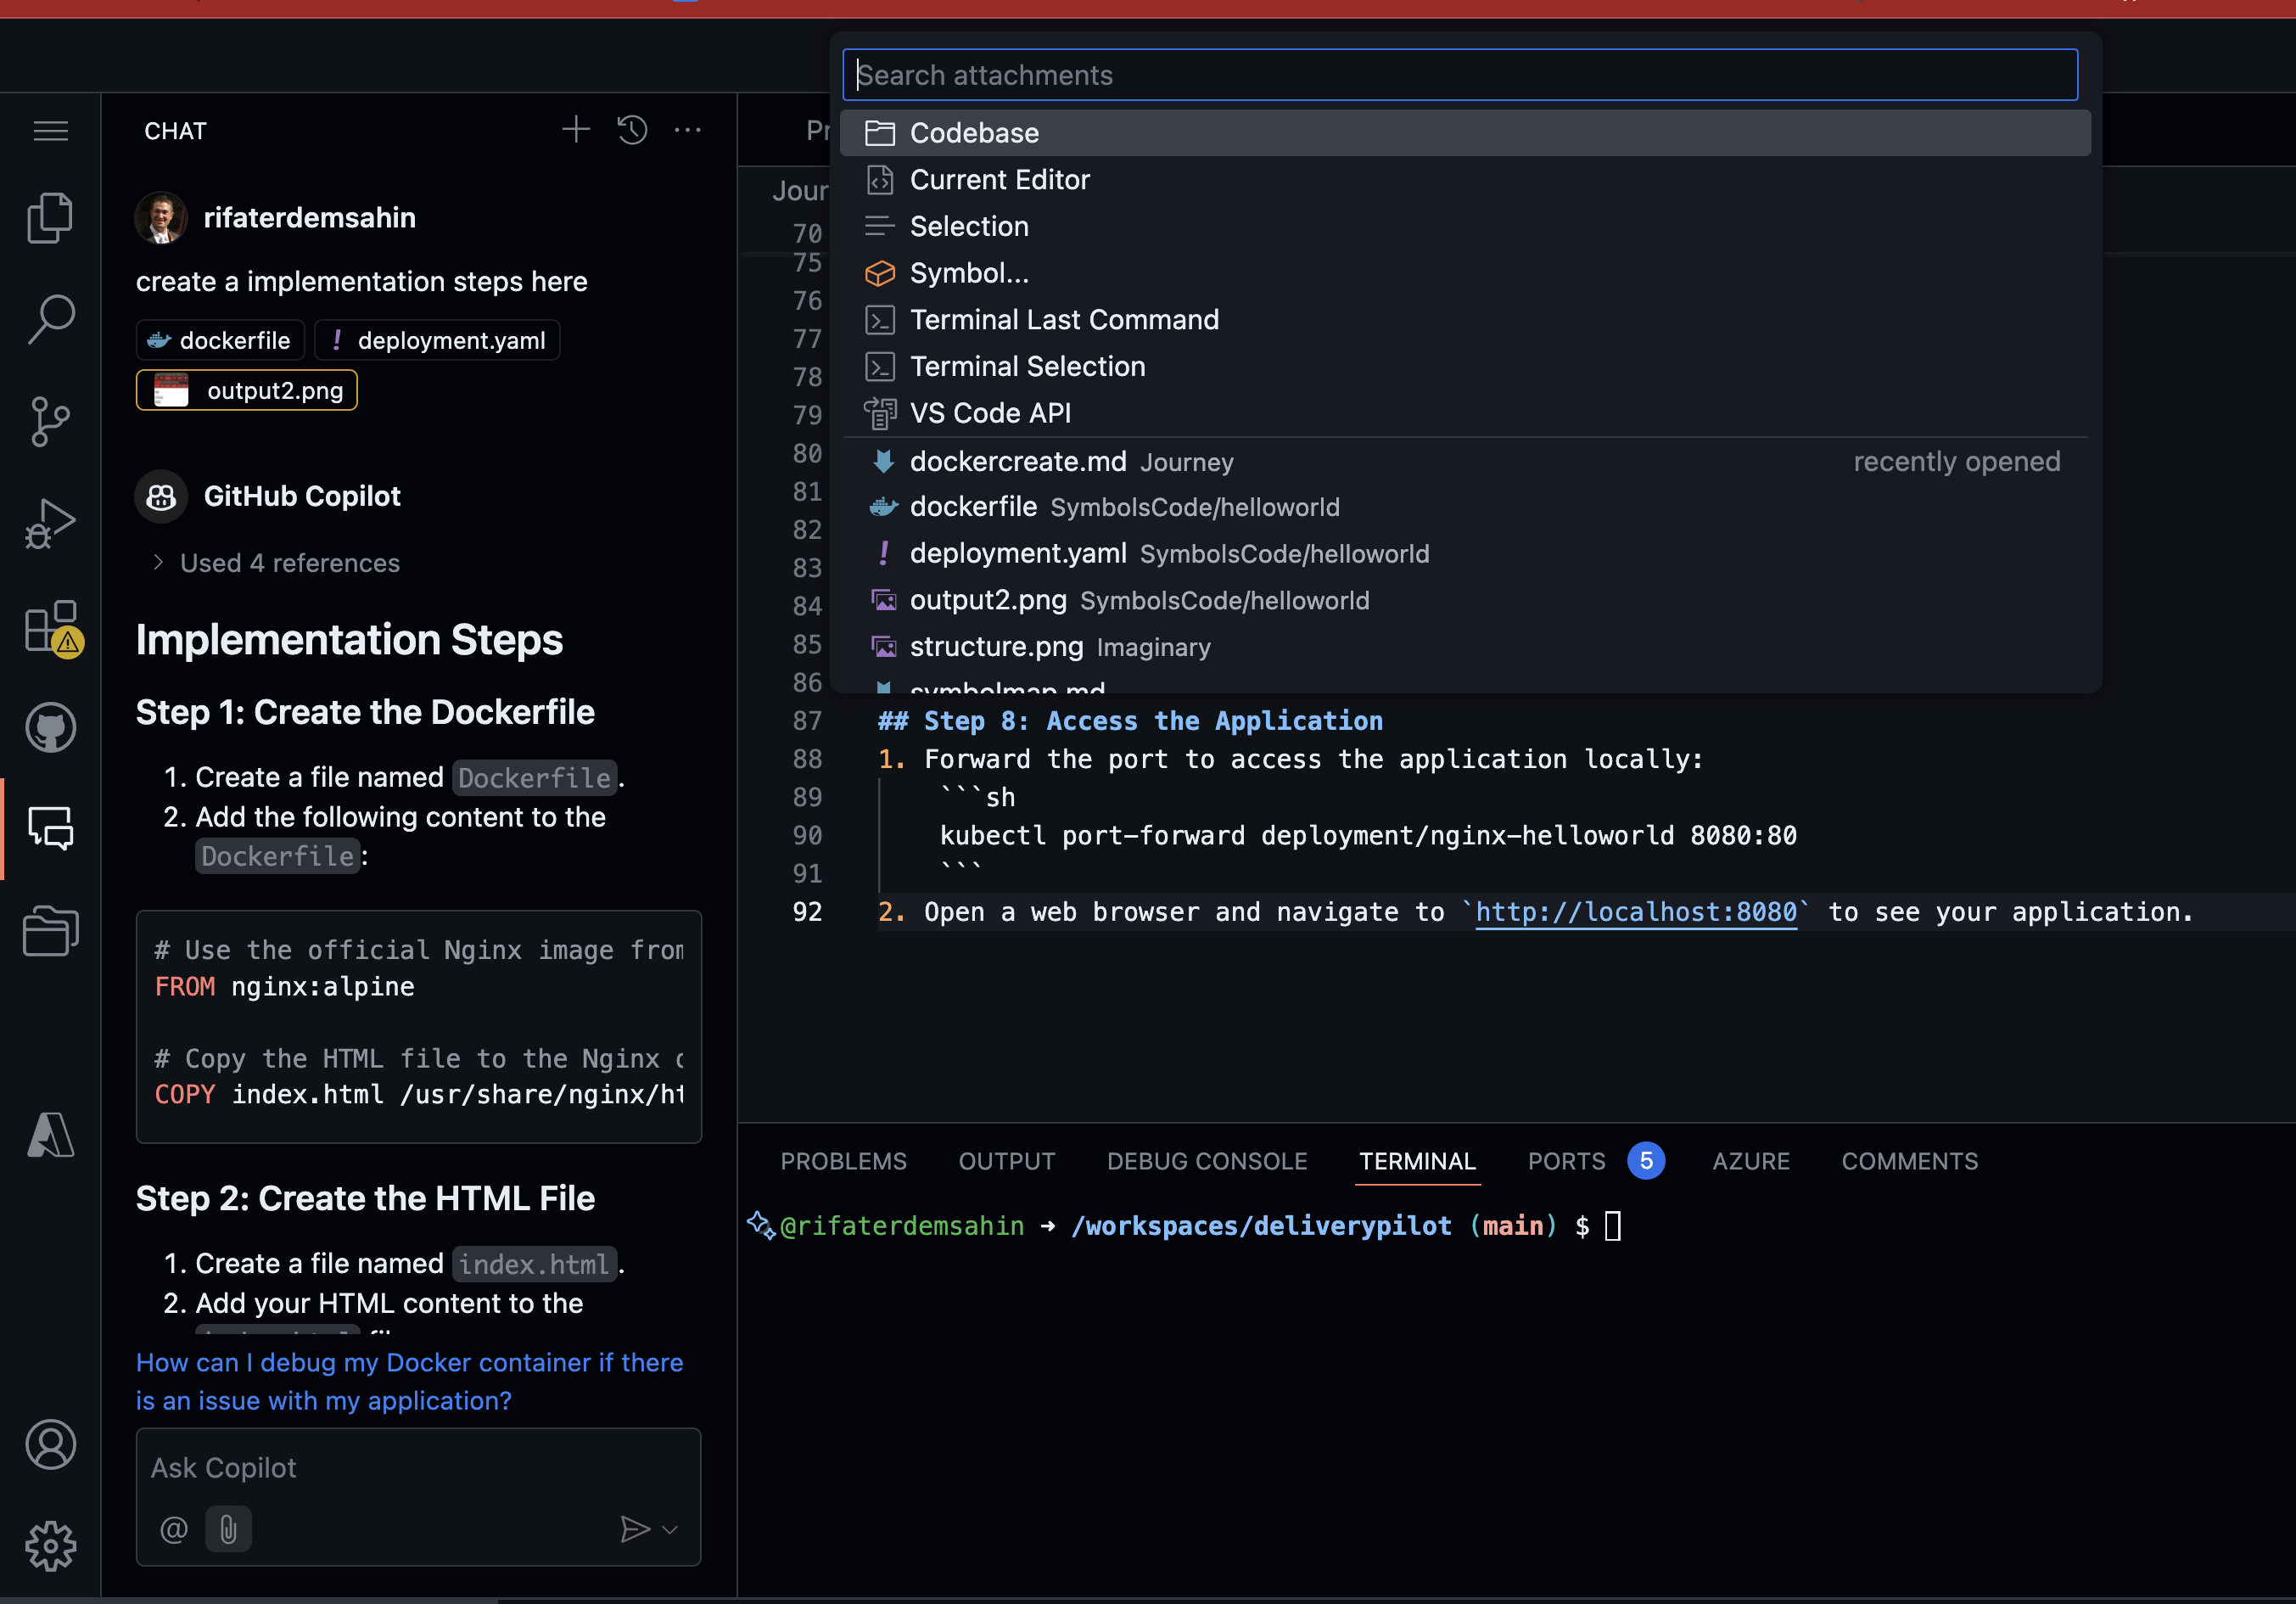 Search attachments
Codebase
Current Editor
Selection
Symbol...
Terminal Last Command
Terminal Selection
VS Code API
dockercreate.md Journey recently opened
dockerfile SymbolsCode/helloworld
deployment.yaml SymbolsCode/helloworld
output2.png SymbolsCode/helloworld
structure.png Imaginary
symbolmap.md
CHAT
rifaterdemsahin
create a implementation steps here
dockerfile ! deployment.yaml
output2.png
GitHub Copilot
> Used 4 references
Implementation Steps
Step 1: Create the Dockerfile
1. Create a file named Dockerfile.
2. Add the following content to the
Dockerfile:
# Use the official Nginx image from
FROM nginx:alpine
# Copy the HTML file to the Nginx
COPY index.html /usr/share/nginx/ht
Step 2: Create the HTML File
1. Create a file named index.html.
2. Add your HTML content to the
How can I debug my Docker container if there
is an issue with my application?
Ask Copilot
@
Pr
Jour
70
75
76
77
78
79
80
81
82
83
84
85
86
87 ## Step 8: Access the Application
88 1. Forward the port to access the application locally:
89 ```sh
90 kubectl port-forward deployment/nginx-helloworld 8080:80
91 ```
92 2. Open a web browser and navigate to `http://localhost:8080` to see your application.
PROBLEMS OUTPUT DEBUG CONSOLE TERMINAL PORTS 5 AZURE COMMENTS
@rifaterdemsahin → /workspaces/deliverypilot (main) $